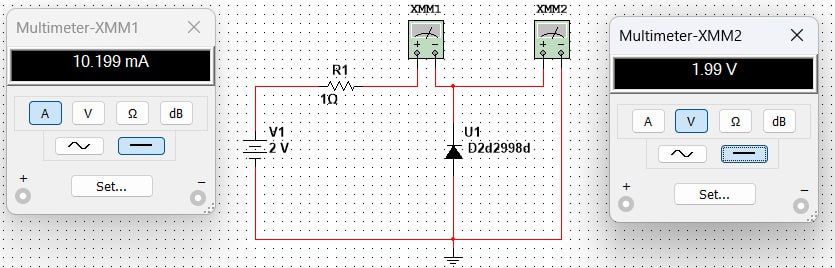 Multimeter-XMM1 ×
10.199 mA
A V Ω dB
+ −
Set...
XMM1
XMM2
R1
1Ω
V1
2 V
U1
D2d2998d
Multimeter-XMM2 ×
1.99 V
A V Ω dB
+ −
Set...